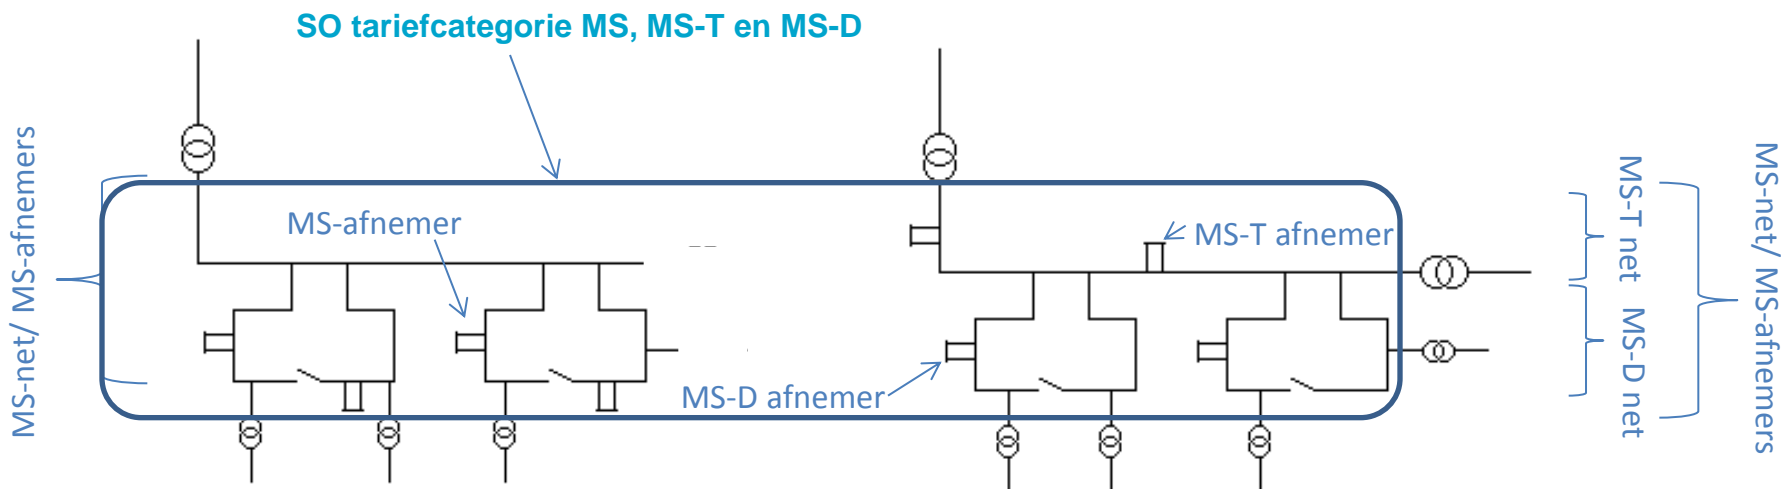 SO tariefcategorie MS, MS-T en MS-D
MS-net/ MS-afnemers
MS-afnemer
MS-D afnemer
MS-T afnemer
MS-T net
MS-D net
MS-net/ MS-afnemers